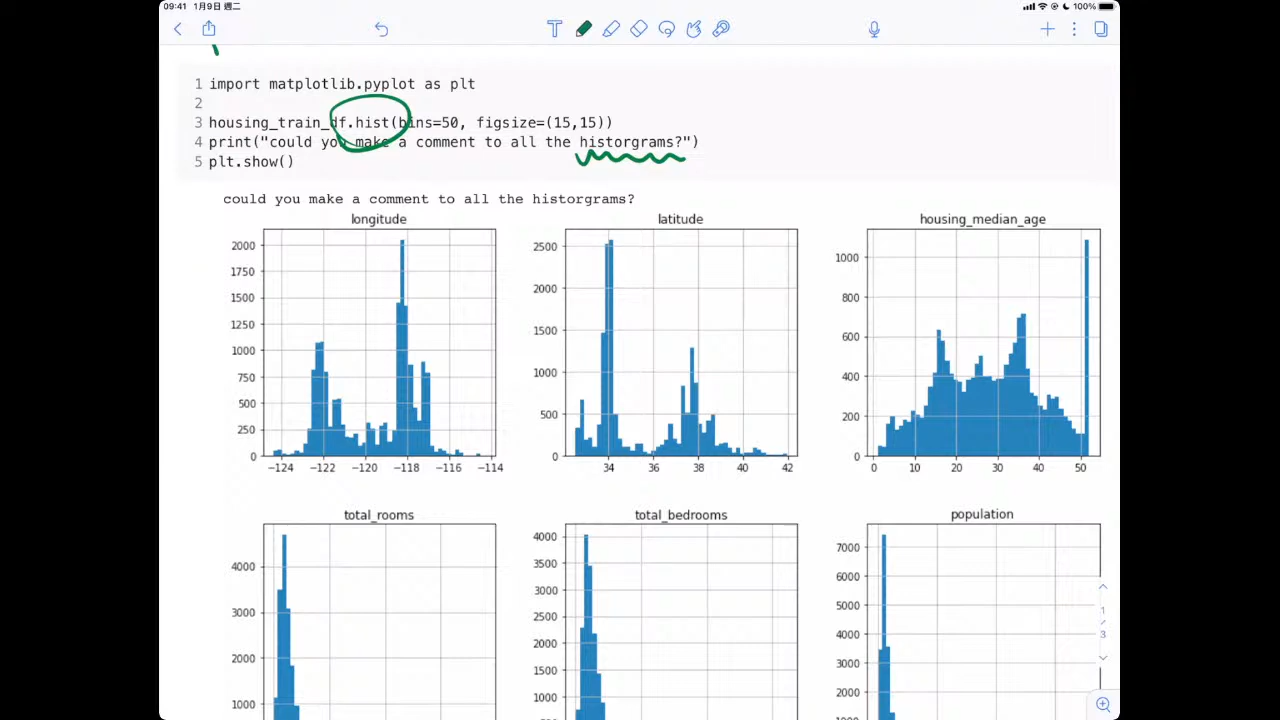 09:41 1月9日 週二
100%
T
1 import matplotlib.pyplot as plt
2
3 housing_train_df.hist(bins=50, figsize=(15,15))
4 print("could you make a comment to all the historgrams?")
5 plt.show()
could you make a comment to all the historgrams?
longitude
2000
1750
1500
1250
1000
750
500
250
0
−124 −122 −120 −118 −116 −114
latitude
2500
2000
1500
1000
500
0
34 36 38 40 42
housing_median_age
1000
800
600
400
200
0
0 10 20 30 40 50
total_rooms
4000
3000
2000
1000
total_bedrooms
4000
3500
3000
2500
2000
1500
1000
population
7000
6000
5000
4000
3000
2000
1
3